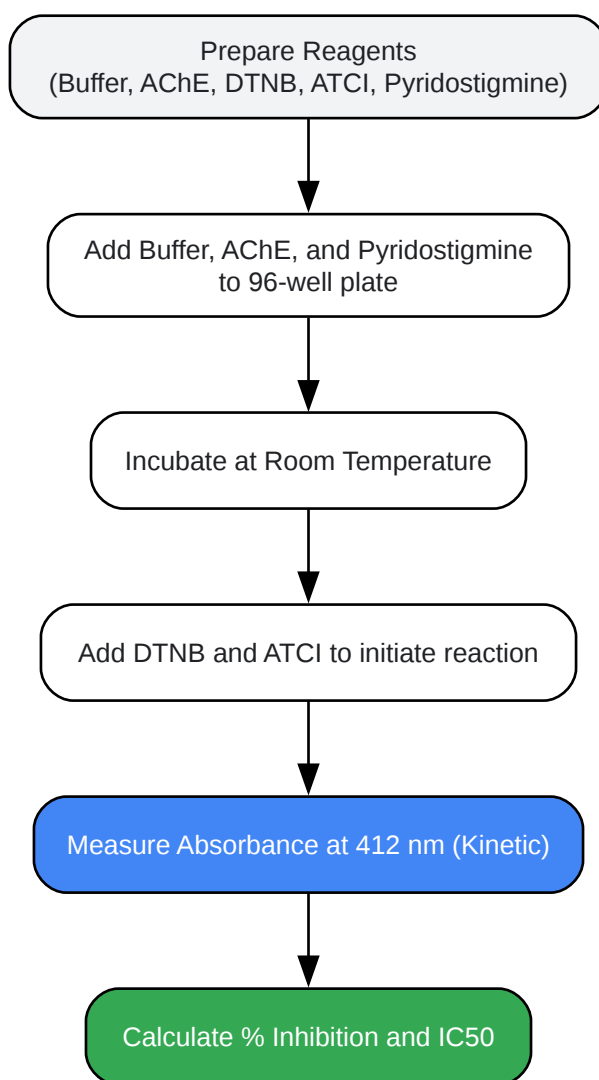 Prepare Reagents
(Buffer, AChE, DTNB, ATCI, Pyridostigmine)
Add Buffer, AChE, and Pyridostigmine
to 96-well plate
Incubate at Room Temperature
Add DTNB and ATCI to initiate reaction
Measure Absorbance at 412 nm (Kinetic)
Calculate % Inhibition and IC50